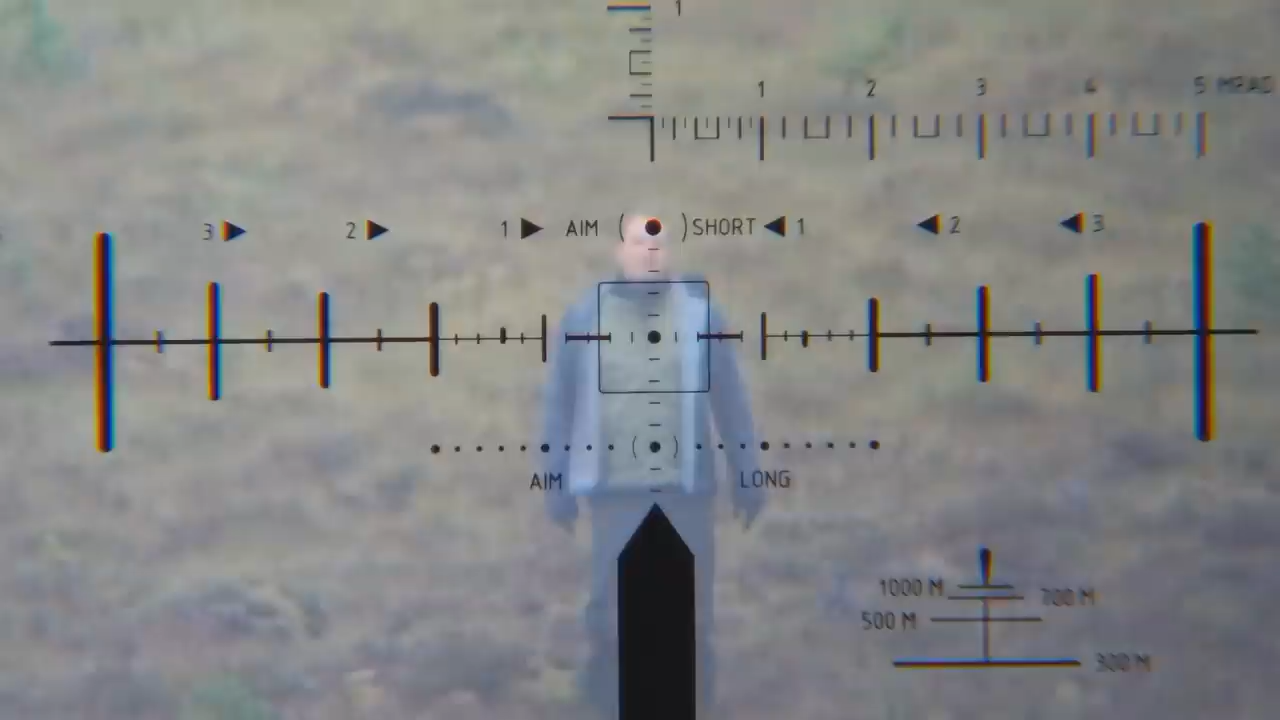 1
1 2 3 4 5 MRAD
3 2 1 AIM ( ) SHORT 1 2 3
( )
AIM LONG
1000 M
700 M
500 M
300 M